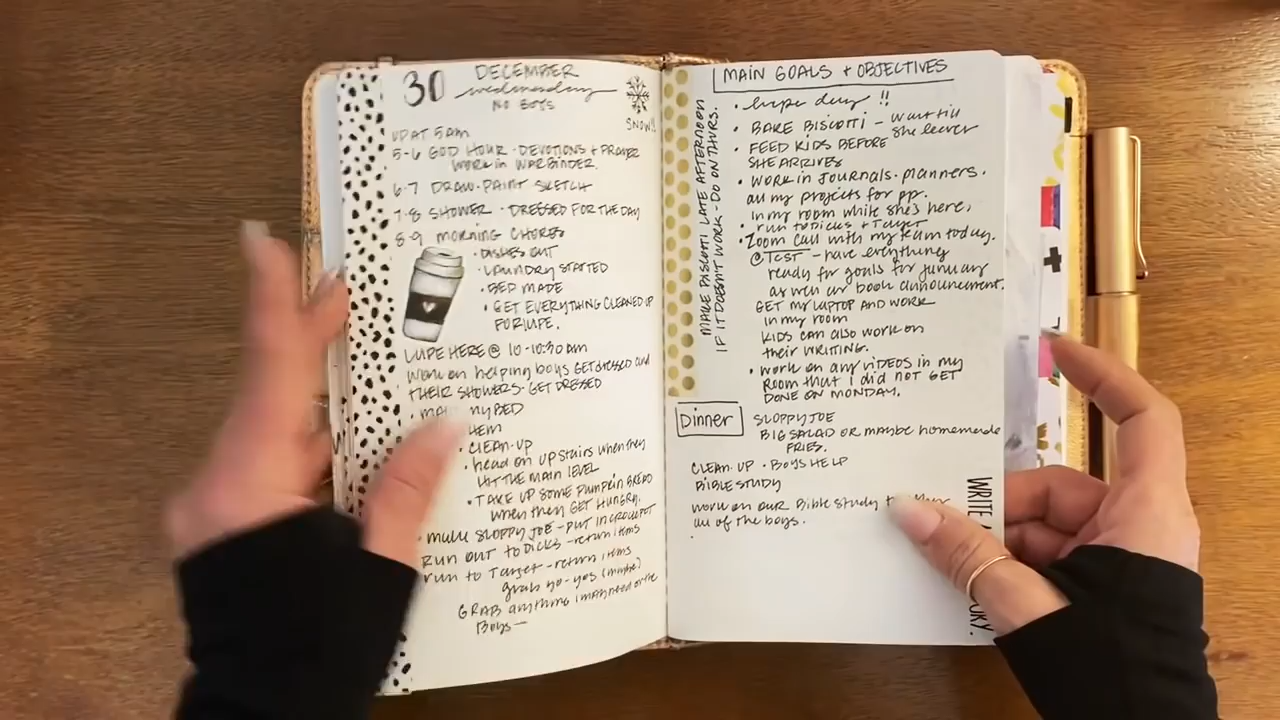 30 DECEMBER
wednesday
NO BOYS
SNOW!!
UP AT 5AM
5-6 GOD HOUR · DEVOTIONS + PRAYER
WORK IN WARBINDER.
6-7 DRAW · PAINT SKETCH
7-8 SHOWER · DRESSED FOR THE DAY
8-9 MORNING CHORES
• DISHES OUT
• LAUNDRY STARTED
• BED MADE
• GET EVERYTHING CLEANED UP
FOR LUPE.
LUPE HERE @ 10-10:30AM
WORK on helping boys GET dressed and
THEIR SHOWERS · GET DRESSED
MY BED
• CLEAN-UP
• head on upstairs when they
HIT THE MAIN LEVEL
• TAKE UP SOME PUMPKIN BREAD
when they GET HUNGRY.
• make SLOPPY JOE - PUT IN CROCKPOT
RUN OUT TO DICKS - return items
run to Target - return items
grab yo-yos (maybe)
GRAB anything I may need for the
BOYS—
MAIN GOALS + OBJECTIVES
MAKE BISCOTTI LATE AFTERNOON
IF IT DOESN'T WORK - DO ON THURS.
• lupe day !!
• BAKE BISCOTTI - wait till
she leaves
• FEED KIDS BEFORE
SHE ARRIVES
• WORK IN JOURNALS · PLANNERS.
all my projects for pp.
in my room while she's here.
• run to Dicks + Target
• Zoom Call with my team today.
@ 1CST - have everything
ready for goals for january
as well as book announcement.
GET my LAPTOP AND WORK
in my room
KIDS CAN also work on
their WRITING.
• work on any VIDEOS in my
ROOM that I did NOT GET
DONE ON MONDAY.
Dinner
SLOPPY JOE
BIG SALAD OR maybe homemade
FRIES.
CLEAN-UP · BOYS HELP
BIBLE STUDY
work on our Bible Study
all of the boys.
WRITE